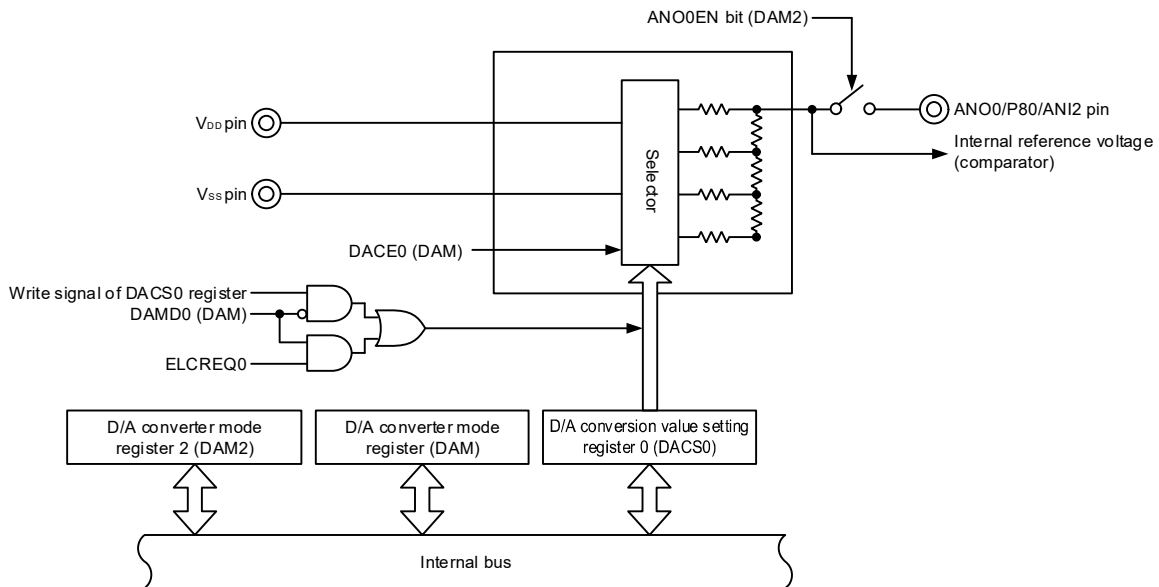 ANO0EN bit (DAM2)
VDD pin
ANO0/P80/ANI2 pin
Internal reference voltage
(comparator)
Selector
VSS pin
DACE0 (DAM)
Write signal of DACS0 register
DAMD0 (DAM)
ELCREQ0
D/A converter mode
register 2 (DAM2)
D/A converter mode
register (DAM)
D/A conversion value setting
register 0 (DACS0)
Internal bus